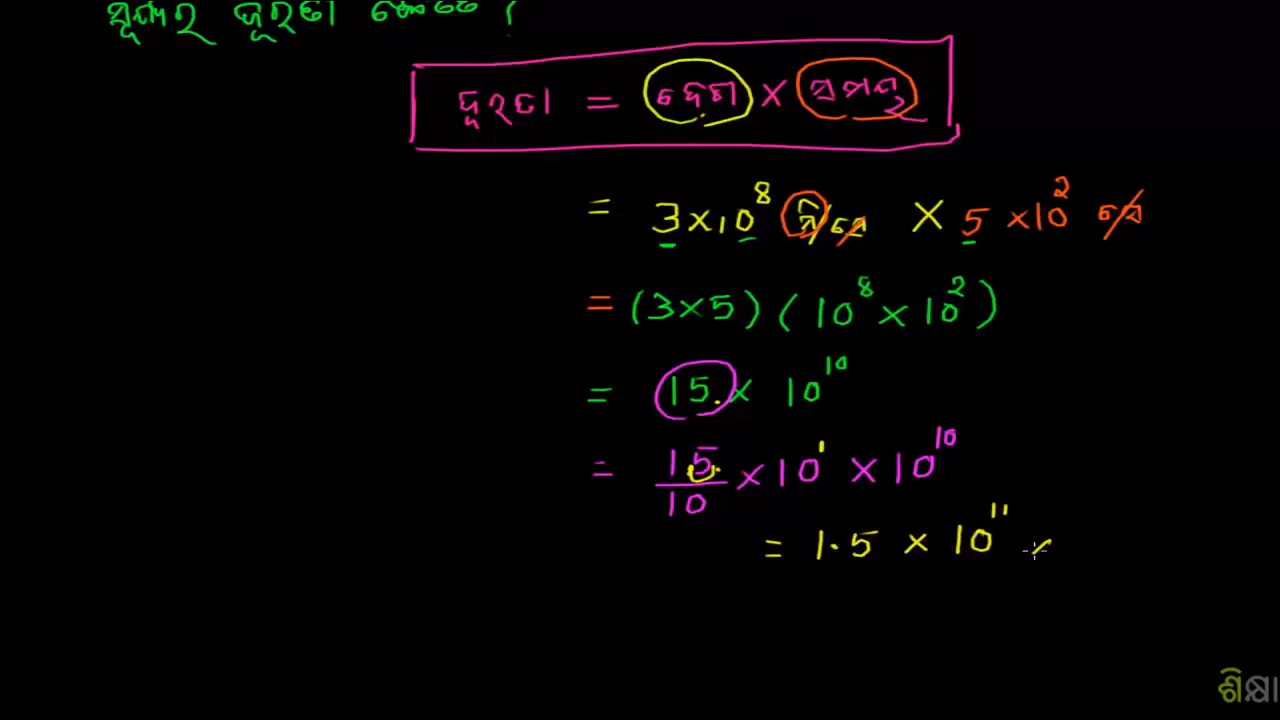 ସୂର୍ଯ୍ୟର ଦୂରତା କେତେ ?
ଦୂରତା = ବେଗ × ସମୟ
= 3×10⁸ ମି/ସେ × 5 ×10² ସେ
= (3×5) (10⁸ × 10²)
= 15. × 10¹⁰
= 15./10 × 10¹ × 10¹⁰
= 1.5 × 10¹¹
ଶିକ୍ଷା